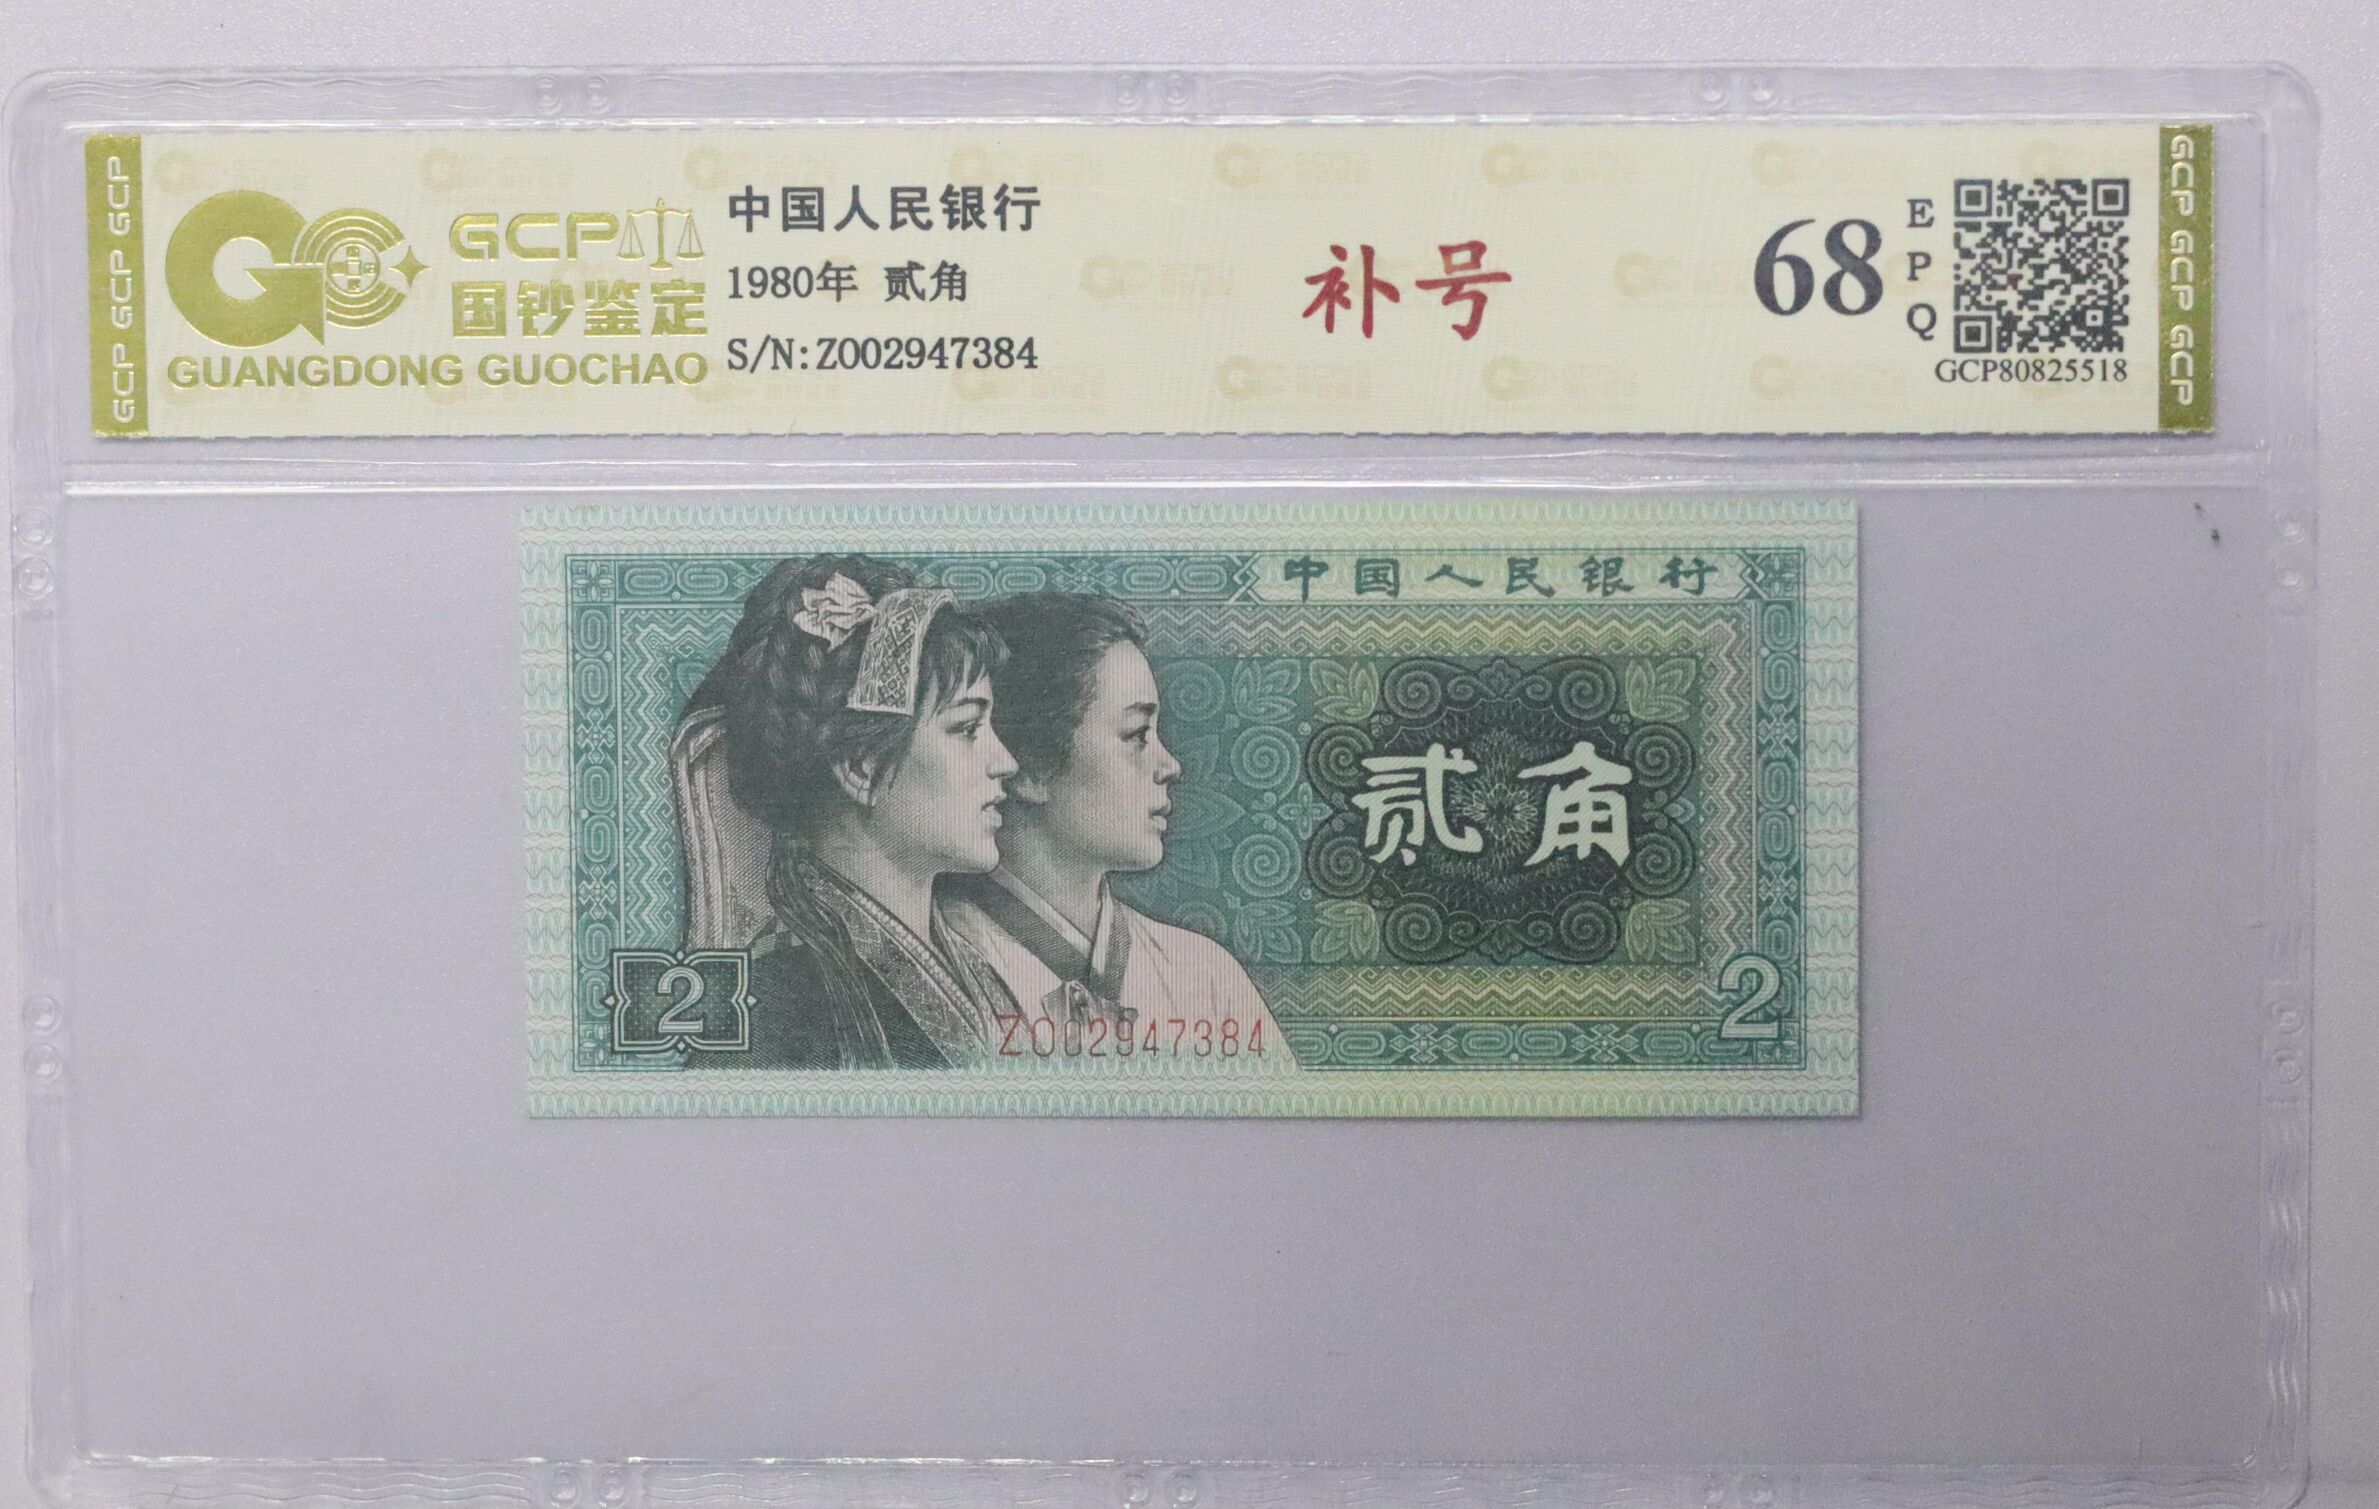 GCP GCP GCP
GCP
国钞鉴定
GUANGDONG GUOCHAO
中国人民银行
1980年 贰角
S/N:ZO02947384
补号
68
E
P
Q
GCP80825518
GCP GCP GCP
中国人民银行
贰角
2
2
ZO02947384